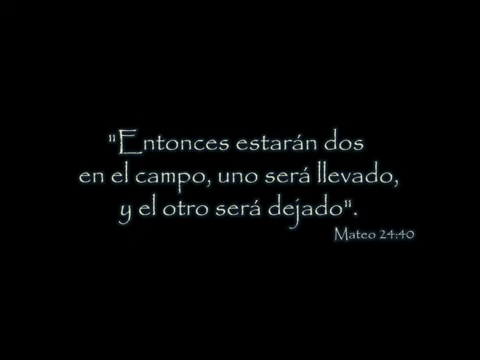 "Entonces estarán dos
en el campo, uno será llevado,
y el otro será dejado".
Mateo 24:40